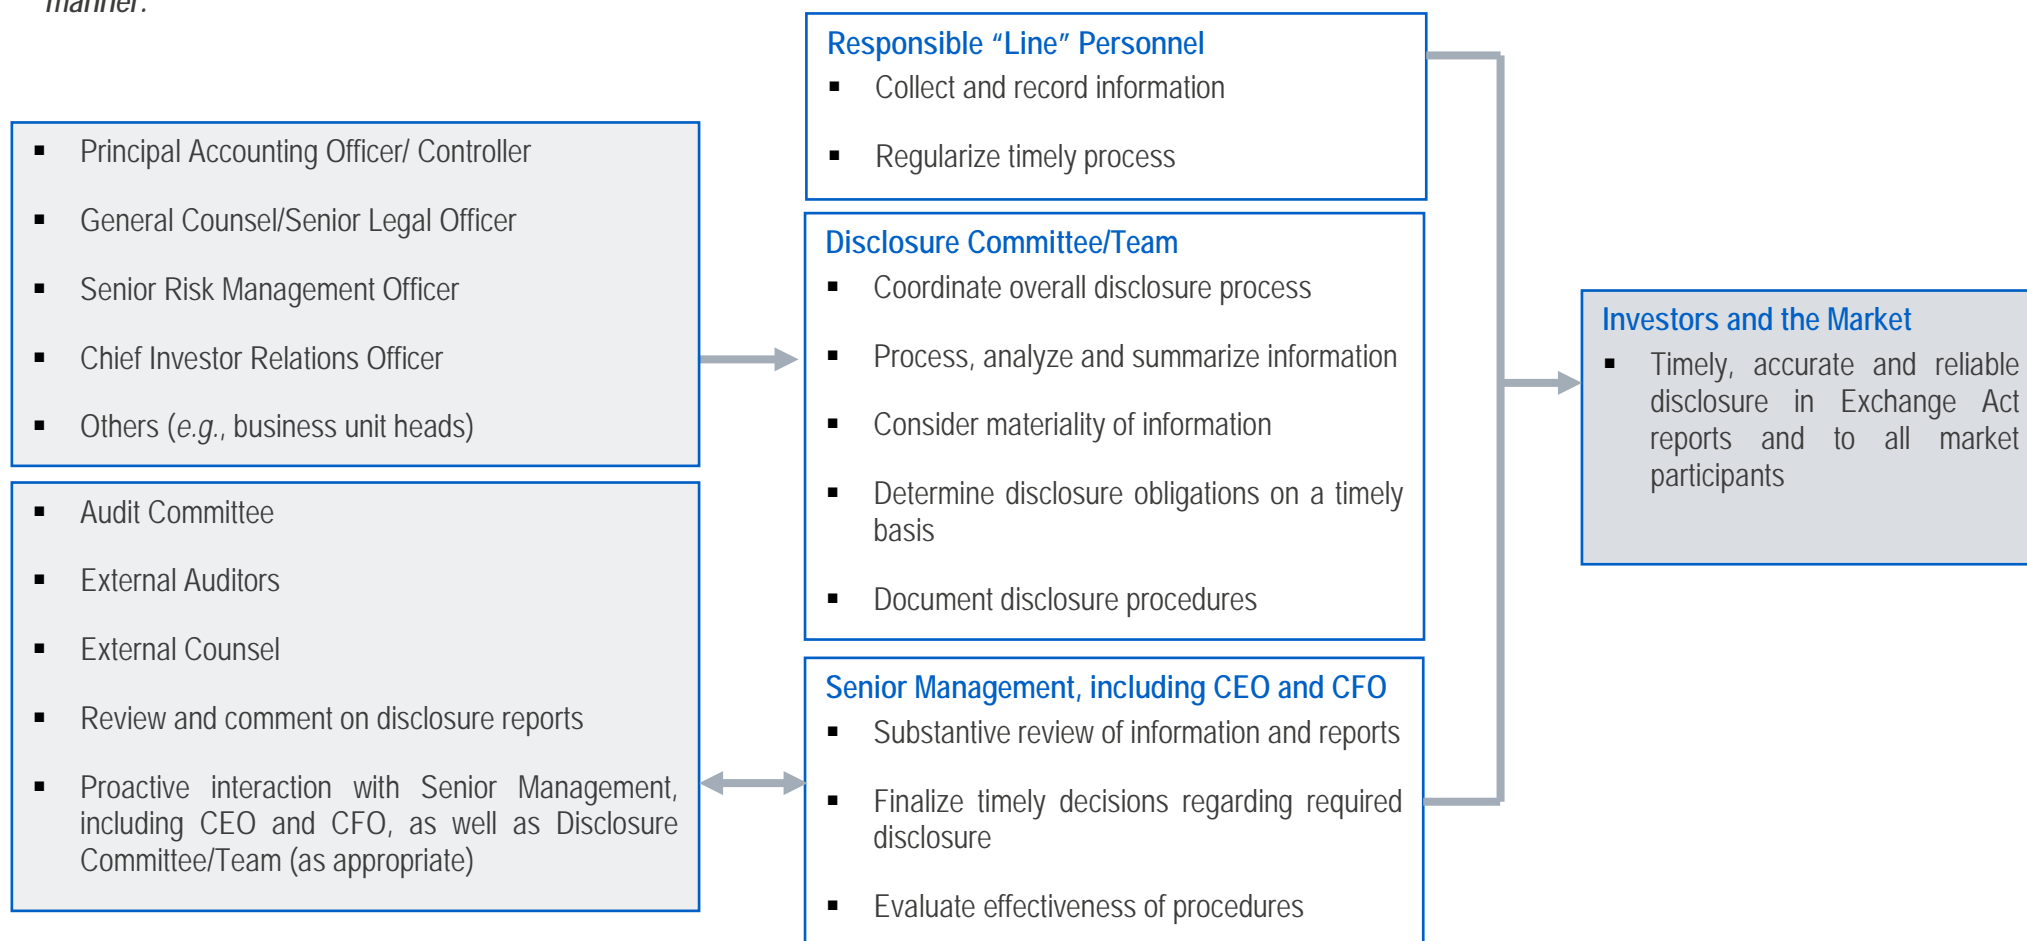 manner.
Responsible “Line” Personnel
▪ Collect and record information
▪ Regularize timely process
▪ Principal Accounting Officer/ Controller
▪ General Counsel/Senior Legal Officer
▪ Senior Risk Management Officer
▪ Chief Investor Relations Officer
▪ Others (e.g., business unit heads)
Disclosure Committee/Team
▪ Coordinate overall disclosure process
▪ Process, analyze and summarize information
▪ Consider materiality of information
▪ Determine disclosure obligations on a timely
basis
▪ Document disclosure procedures
▪ Audit Committee
▪ External Auditors
▪ External Counsel
▪ Review and comment on disclosure reports
▪ Proactive interaction with Senior Management,
including CEO and CFO, as well as Disclosure
Committee/Team (as appropriate)
Senior Management, including CEO and CFO
▪ Substantive review of information and reports
▪ Finalize timely decisions regarding required
disclosure
▪ Evaluate effectiveness of procedures
Investors and the Market
▪ Timely, accurate and reliable
disclosure in Exchange Act
reports and to all market
participants